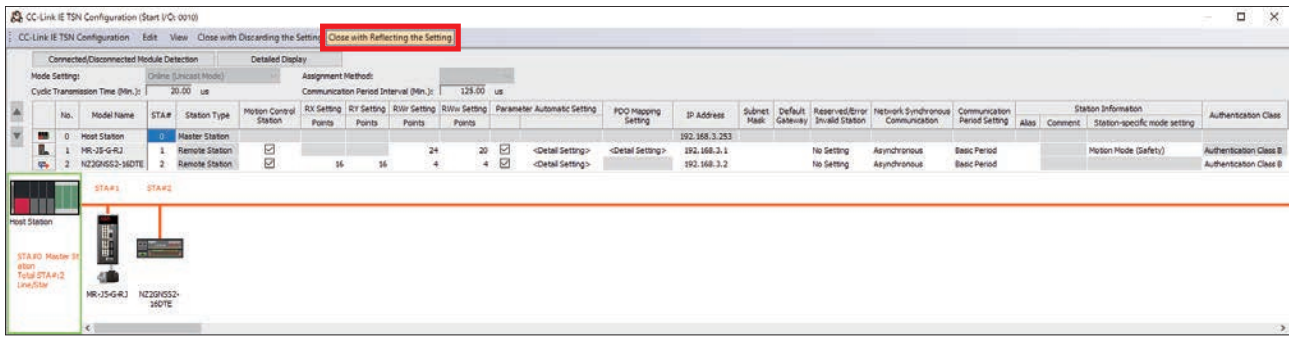 CC-Link IE TSN Configuration (Start I/O: 0010)
CC-Link IE TSN Configuration Edit View Close with Discarding the Setting Close with Reflecting the Setting
Connected/Disconnected Module Detection Detailed Display
Mode Setting: Online (Unicast Mode) Assignment Method:
Cyclic Transmission Time (Min.): 20.00 us Communication Period Interval (Min.): 125.00 us
No. Model Name STA# Station Type Motion Control Station RX Setting Points RY Setting Points RWr Setting Points RWw Setting Points Parameter Automatic Setting PDO Mapping Setting IP Address Subnet Mask Default Gateway Reserved/Error Invalid Station Network Synchronous Communication Communication Period Setting Station Information Alias Comment Station-specific mode setting Authentication Class
0 Host Station 0 Master Station 192.168.3.253
1 MR-J5-G-RJ 1 Remote Station 24 20 <Detail Setting> <Detail Setting> 192.168.3.1 No Setting Asynchronous Basic Period Motion Mode (Safety) Authentication Class B
2 NZ2GNSS2-16DTE 2 Remote Station 16 16 4 4 <Detail Setting> 192.168.3.2 No Setting Asynchronous Basic Period Authentication Class B
STA#1 STA#2
Host Station
STA#0 Master St
ation
Total STA#:2
Line/Star
MR-J5-G-RJ NZ2GNSS2-
16DTE